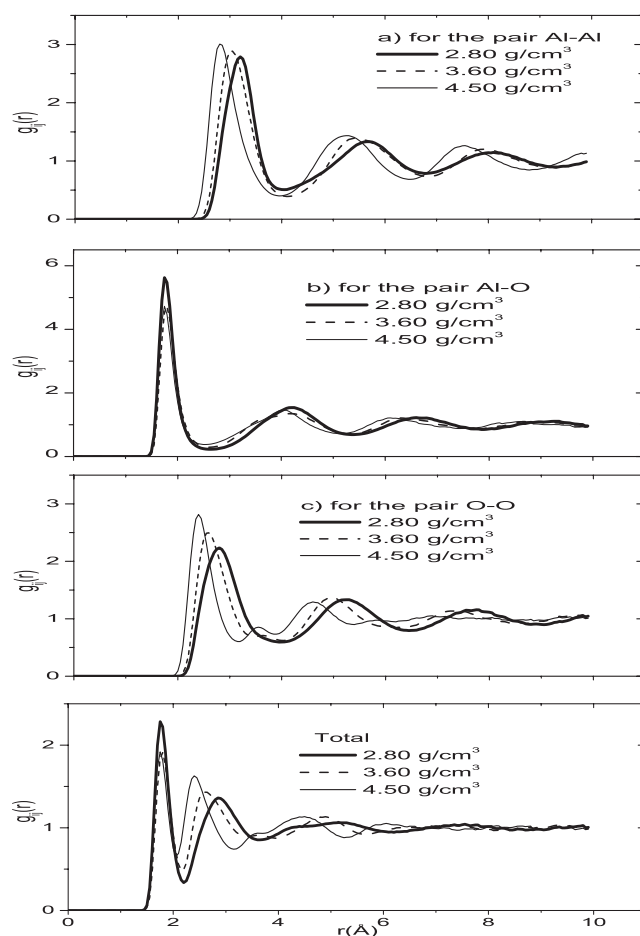 a) for the pair Al-Al
2.80 g/cm³
3.60 g/cm³
4.50 g/cm³
3
2
1
0
gij(r)
b) for the pair Al-O
2.80 g/cm³
3.60 g/cm³
4.50 g/cm³
6
4
2
0
gij(r)
c) for the pair O-O
2.80 g/cm³
3.60 g/cm³
4.50 g/cm³
3
2
1
0
gij(r)
Total
2.80 g/cm³
3.60 g/cm³
4.50 g/cm³
2
1
0
gij(r)
0 2 4 6 8 10
r(Å)